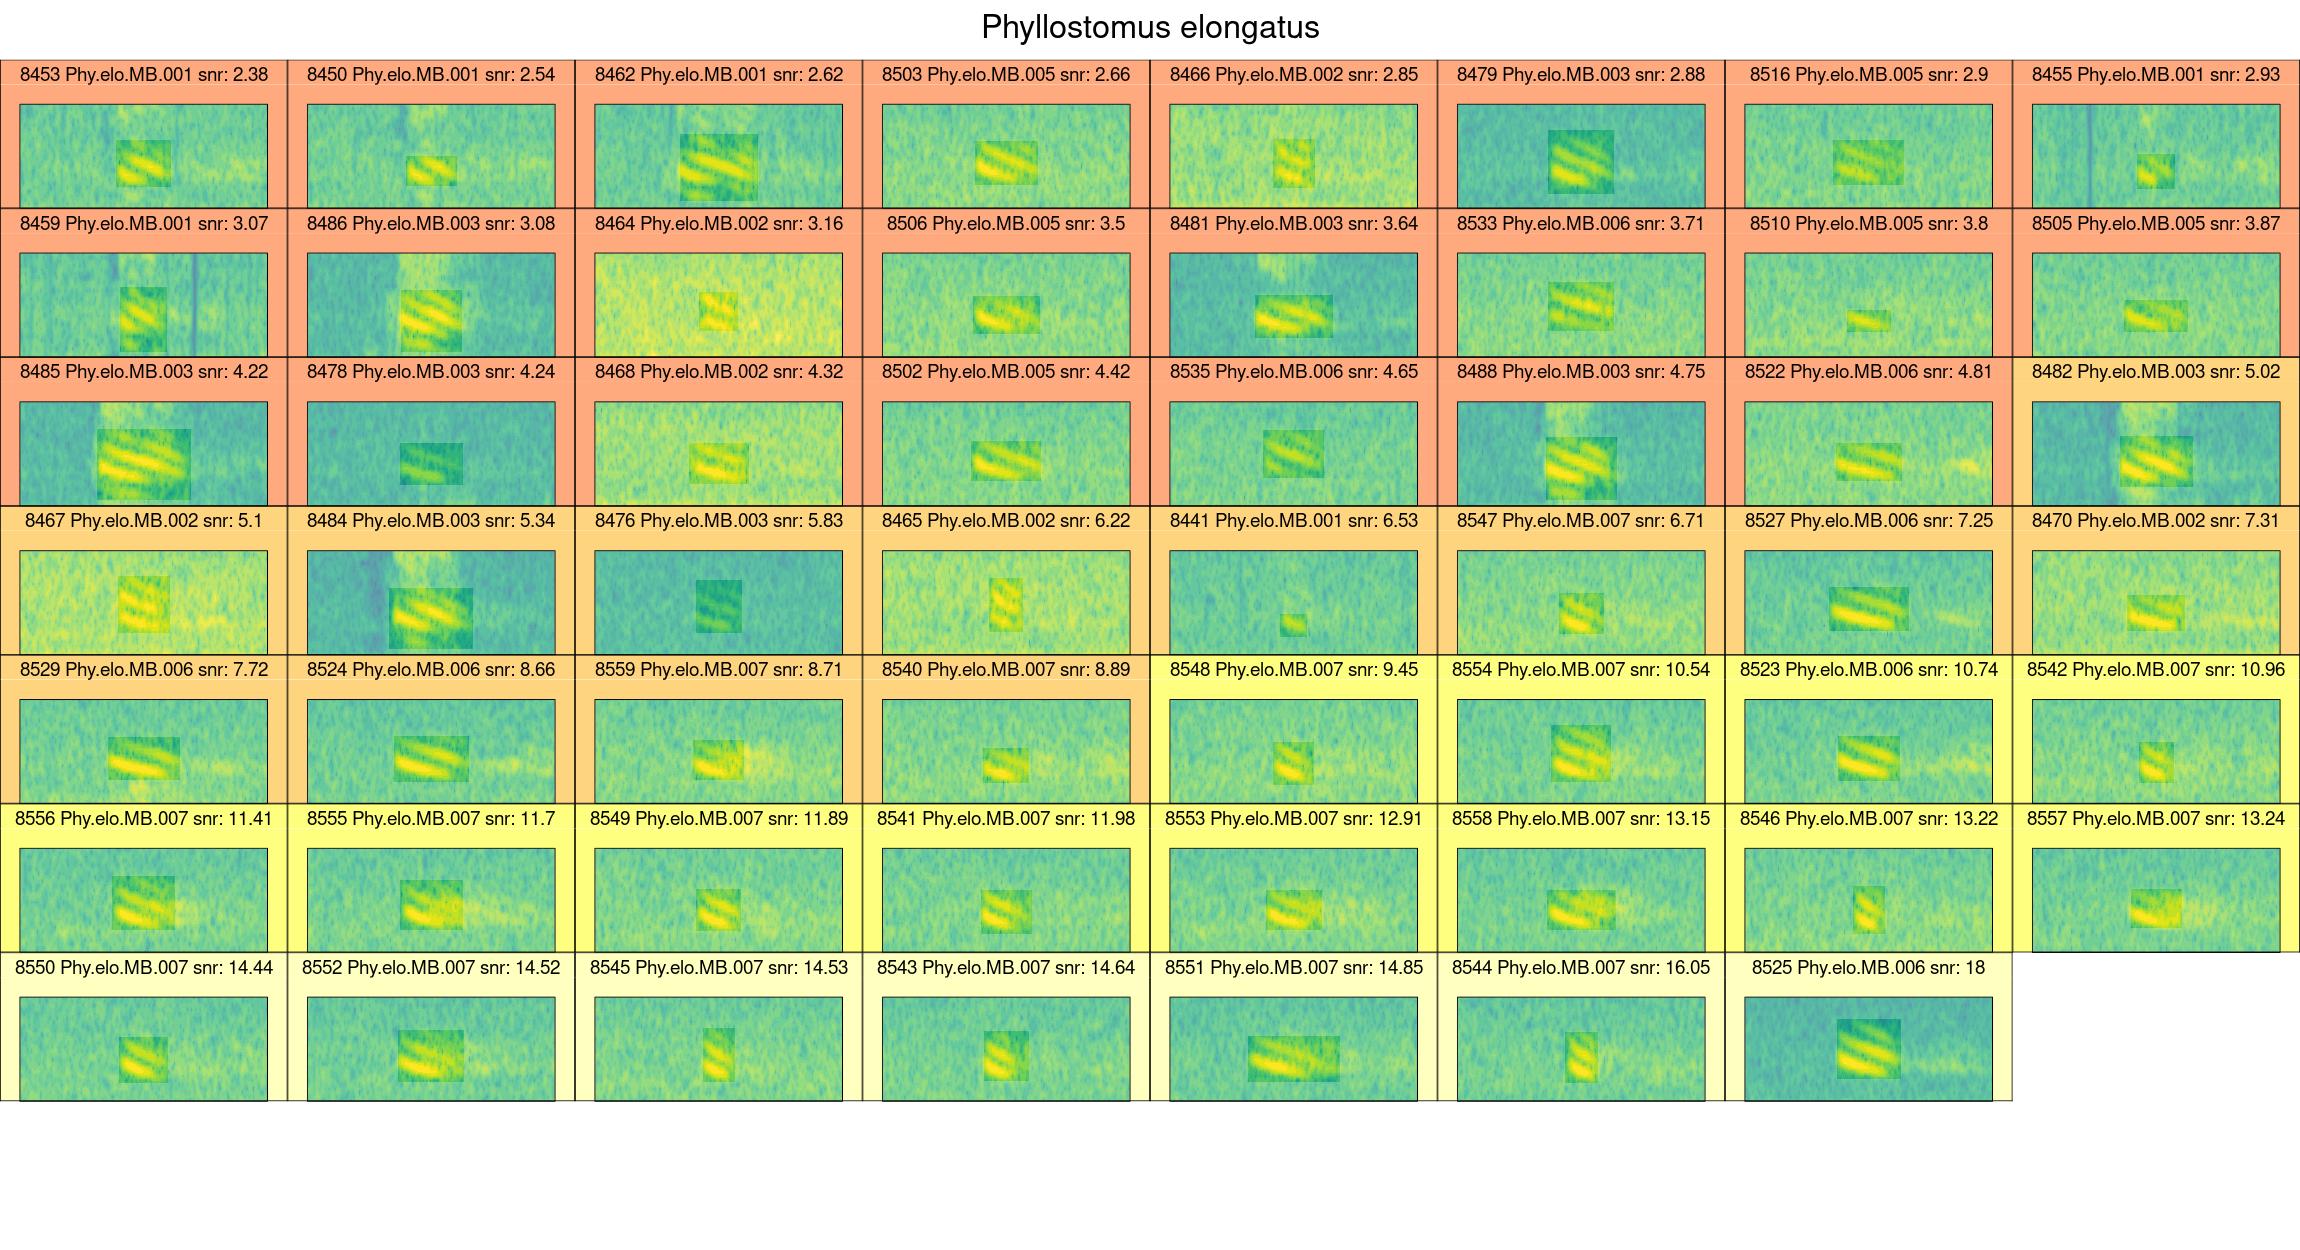 Phyllostomus elongatus
8453 Phy.elo.MB.001 snr: 2.38 8450 Phy.elo.MB.001 snr: 2.54 8462 Phy.elo.MB.001 snr: 2.62 8503 Phy.elo.MB.005 snr: 2.66 8466 Phy.elo.MB.002 snr: 2.85 8479 Phy.elo.MB.003 snr: 2.88 8516 Phy.elo.MB.005 snr: 2.9 8455 Phy.elo.MB.001 snr: 2.93
8459 Phy.elo.MB.001 snr: 3.07 8486 Phy.elo.MB.003 snr: 3.08 8464 Phy.elo.MB.002 snr: 3.16 8506 Phy.elo.MB.005 snr: 3.5 8481 Phy.elo.MB.003 snr: 3.64 8533 Phy.elo.MB.006 snr: 3.71 8510 Phy.elo.MB.005 snr: 3.8 8505 Phy.elo.MB.005 snr: 3.87
8485 Phy.elo.MB.003 snr: 4.22 8478 Phy.elo.MB.003 snr: 4.24 8468 Phy.elo.MB.002 snr: 4.32 8502 Phy.elo.MB.005 snr: 4.42 8535 Phy.elo.MB.006 snr: 4.65 8488 Phy.elo.MB.003 snr: 4.75 8522 Phy.elo.MB.006 snr: 4.81 8482 Phy.elo.MB.003 snr: 5.02
8467 Phy.elo.MB.002 snr: 5.1 8484 Phy.elo.MB.003 snr: 5.34 8476 Phy.elo.MB.003 snr: 5.83 8465 Phy.elo.MB.002 snr: 6.22 8441 Phy.elo.MB.001 snr: 6.53 8547 Phy.elo.MB.007 snr: 6.71 8527 Phy.elo.MB.006 snr: 7.25 8470 Phy.elo.MB.002 snr: 7.31
8529 Phy.elo.MB.006 snr: 7.72 8524 Phy.elo.MB.006 snr: 8.66 8559 Phy.elo.MB.007 snr: 8.71 8540 Phy.elo.MB.007 snr: 8.89 8548 Phy.elo.MB.007 snr: 9.45 8554 Phy.elo.MB.007 snr: 10.54 8523 Phy.elo.MB.006 snr: 10.74 8542 Phy.elo.MB.007 snr: 10.96
8556 Phy.elo.MB.007 snr: 11.41 8555 Phy.elo.MB.007 snr: 11.7 8549 Phy.elo.MB.007 snr: 11.89 8541 Phy.elo.MB.007 snr: 11.98 8553 Phy.elo.MB.007 snr: 12.91 8558 Phy.elo.MB.007 snr: 13.15 8546 Phy.elo.MB.007 snr: 13.22 8557 Phy.elo.MB.007 snr: 13.24
8550 Phy.elo.MB.007 snr: 14.44 8552 Phy.elo.MB.007 snr: 14.52 8545 Phy.elo.MB.007 snr: 14.53 8543 Phy.elo.MB.007 snr: 14.64 8551 Phy.elo.MB.007 snr: 14.85 8544 Phy.elo.MB.007 snr: 16.05 8525 Phy.elo.MB.006 snr: 18